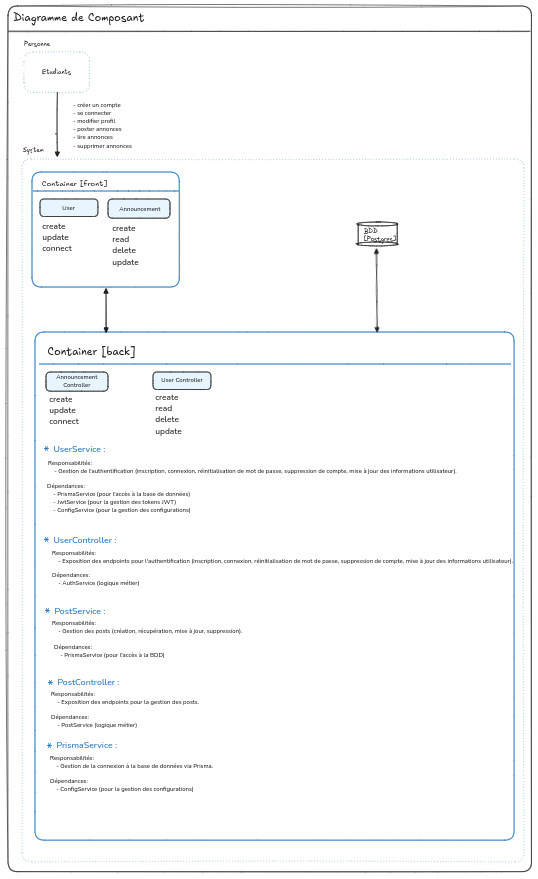 Diagramme de Composant
Personne
Etudiants
- créer un compte
- se connecter
- modifier profil
- poster annonces
- lire annonces
- supprimer annonces
System
Container [front]
User
Announcement
create
update
connect
create
read
delete
update
BDD
[Postgres]
Container [back]
Announcement
Controller
User Controller
create
update
connect
create
read
delete
update
* UserService :
Responsabilités:
- Gestion de l'authentification (inscription, connexion, réinitialisation de mot de passe, suppression de compte, mise à jour des informations utilisateur).
Dépendances:
- PrismaService (pour l'accès à la base de données)
- JwtService (pour la gestion des tokens JWT)
- ConfigService (pour la gestion des configurations)
* UserController :
Responsabilités:
- Exposition des endpoints pour l'authentification (inscription, connexion, réinitialisation de mot de passe, suppression de compte, mise à jour des informations utilisateur).
Dépendances:
- AuthService (logique métier)
* PostService :
Responsabilités:
- Gestion des posts (création, récupération, mise à jour, suppression).
Dépendances:
- PrismaService (pour l'accès à la BDD)
* PostController :
Responsabilités:
- Exposition des endpoints pour la gestion des posts.
Dépendances:
- PostService (logique métier)
* PrismaService :
Responsabilités:
- Gestion de la connexion à la base de données via Prisma.
Dépendances:
- ConfigService (pour la gestion des configurations)